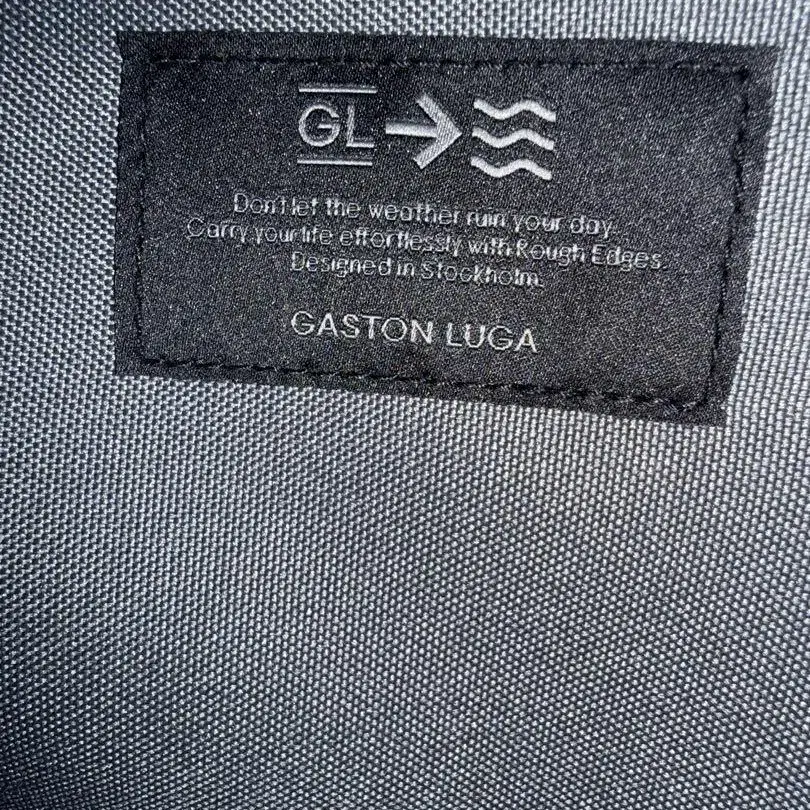 GL
Don't let the weather ruin your day.
Carry your life effortlessly with Rough Edges.
Designed in Stockholm.
GASTON LUGA